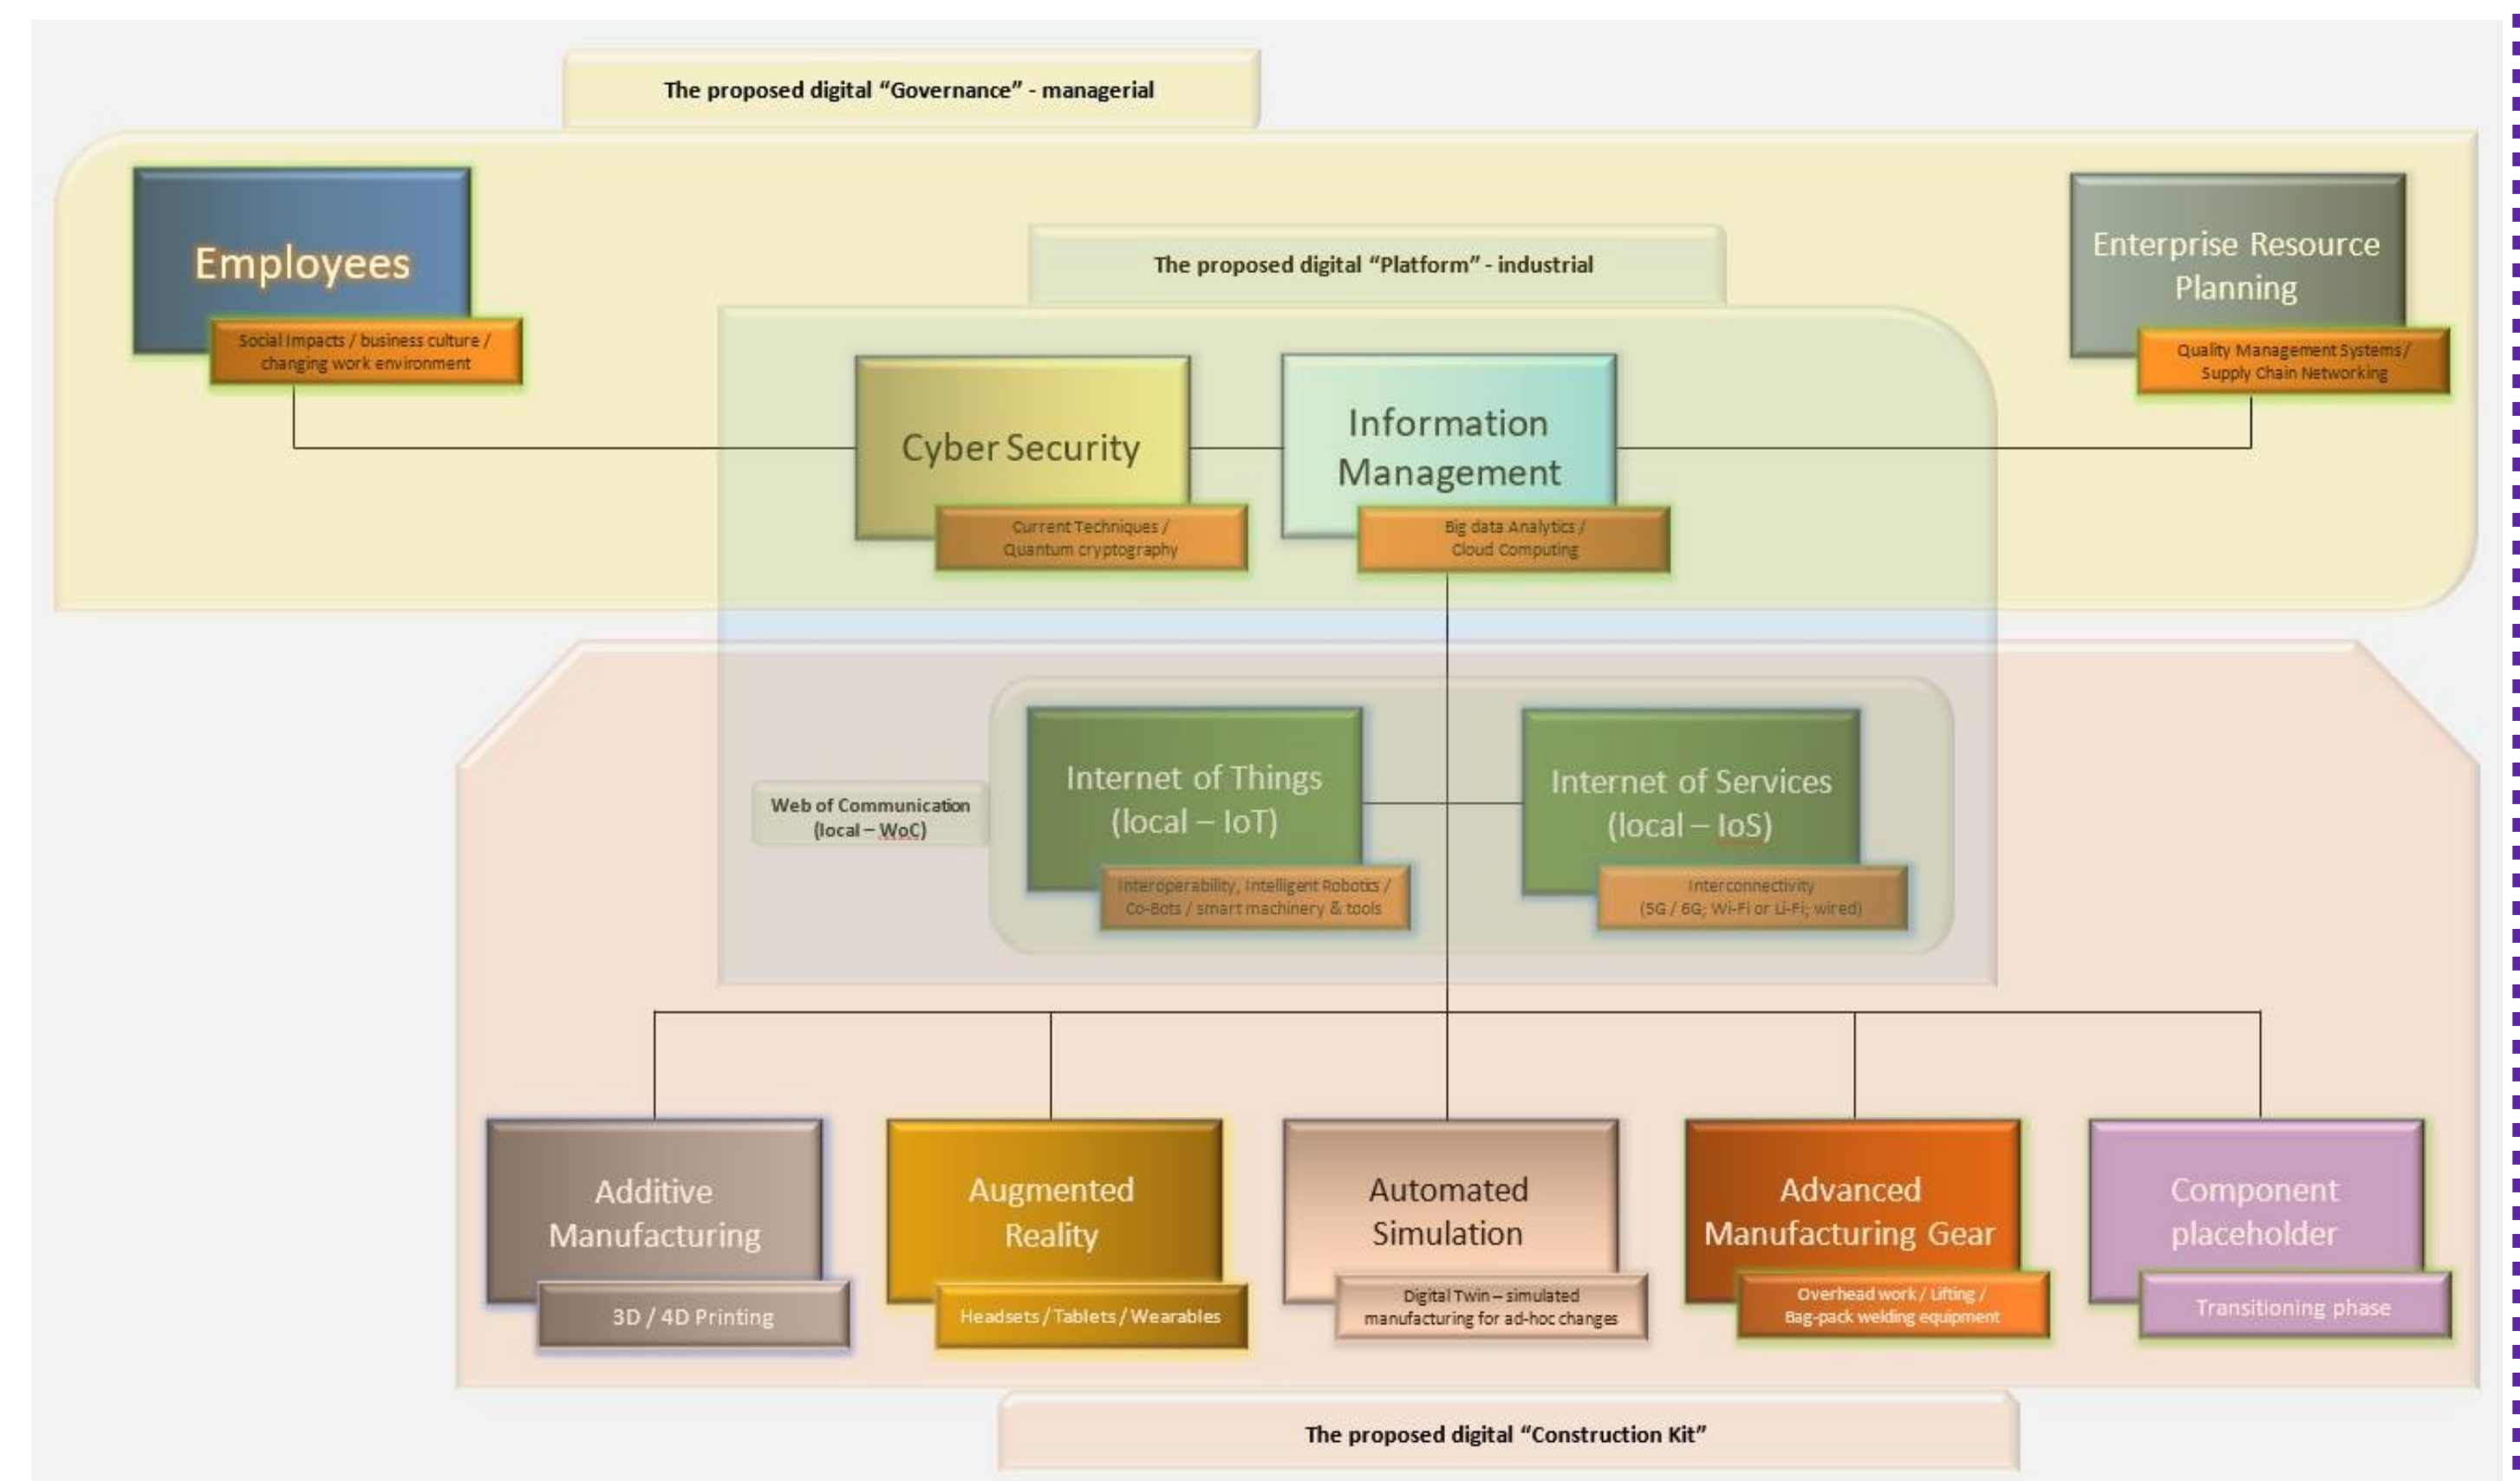 The proposed digital “Governance” - managerial
Employees
Social Impacts / business culture /
changing work environment
Enterprise Resource
Planning
Quality Management Systems /
Supply Chain Networking
The proposed digital “Platform” - industrial
Cyber Security
Current Techniques /
Quantum cryptography
Information
Management
Big data Analytics /
Cloud Computing
Web of Communication
(local – WoC)
Internet of Things
(local – IoT)
Interoperability, Intelligent Robotics /
Co-Bots / smart machinery & tools
Internet of Services
(local – IoS)
Interconnectivity
(5G / 6G; Wi-Fi or Li-Fi; wired)
Additive
Manufacturing
3D / 4D Printing
Augmented
Reality
Headsets / Tablets / Wearables
Automated
Simulation
Digital Twin – simulated
manufacturing for ad-hoc changes
Advanced
Manufacturing Gear
Overhead work / Lifting /
Bag-pack welding equipment
Component
placeholder
Transitioning phase
The proposed digital “Construction Kit”